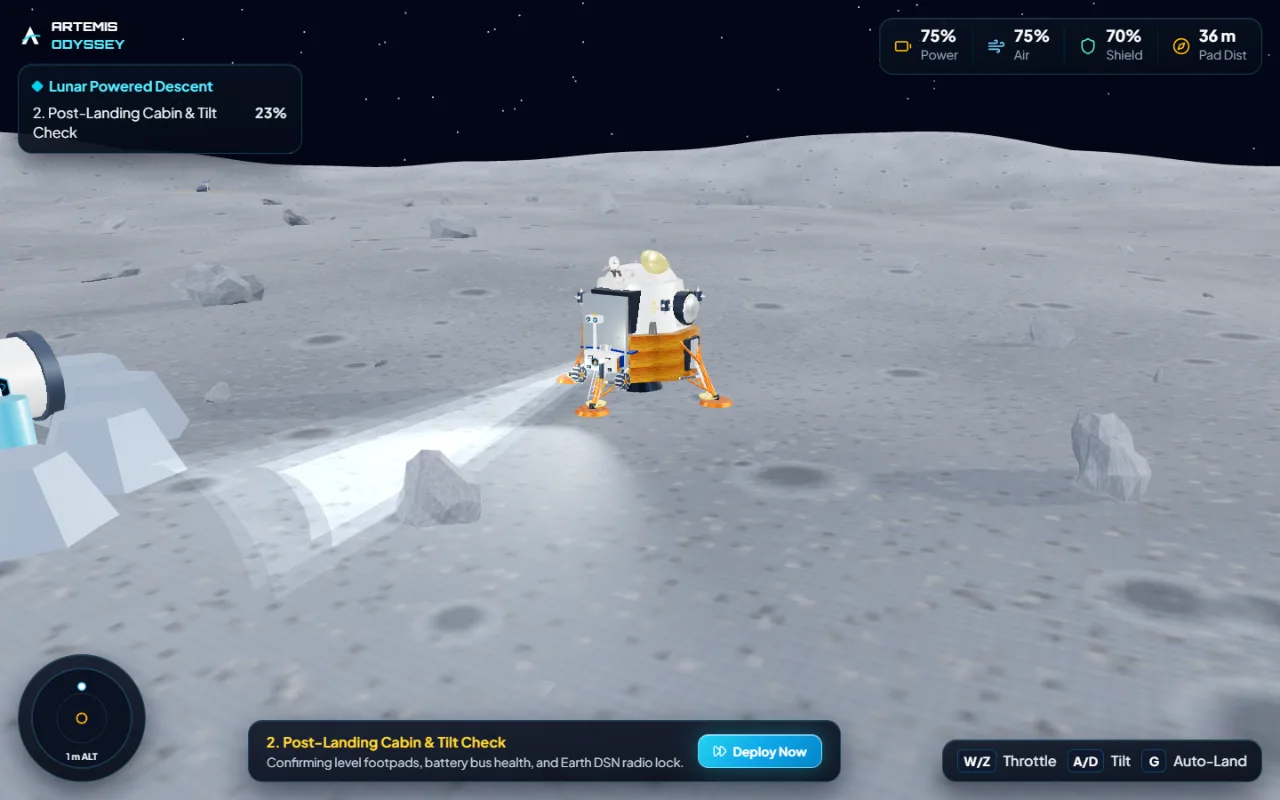 ARTEMIS
ODYSSEY
Lunar Powered Descent
2. Post-Landing Cabin & Tilt Check 23%
75% Power
75% Air
70% Shield
36 m Pad Dist
1 m ALT
2. Post-Landing Cabin & Tilt Check
Confirming level footpads, battery bus health, and Earth DSN radio lock.
Deploy Now
W/Z Throttle A/D Tilt G Auto-Land